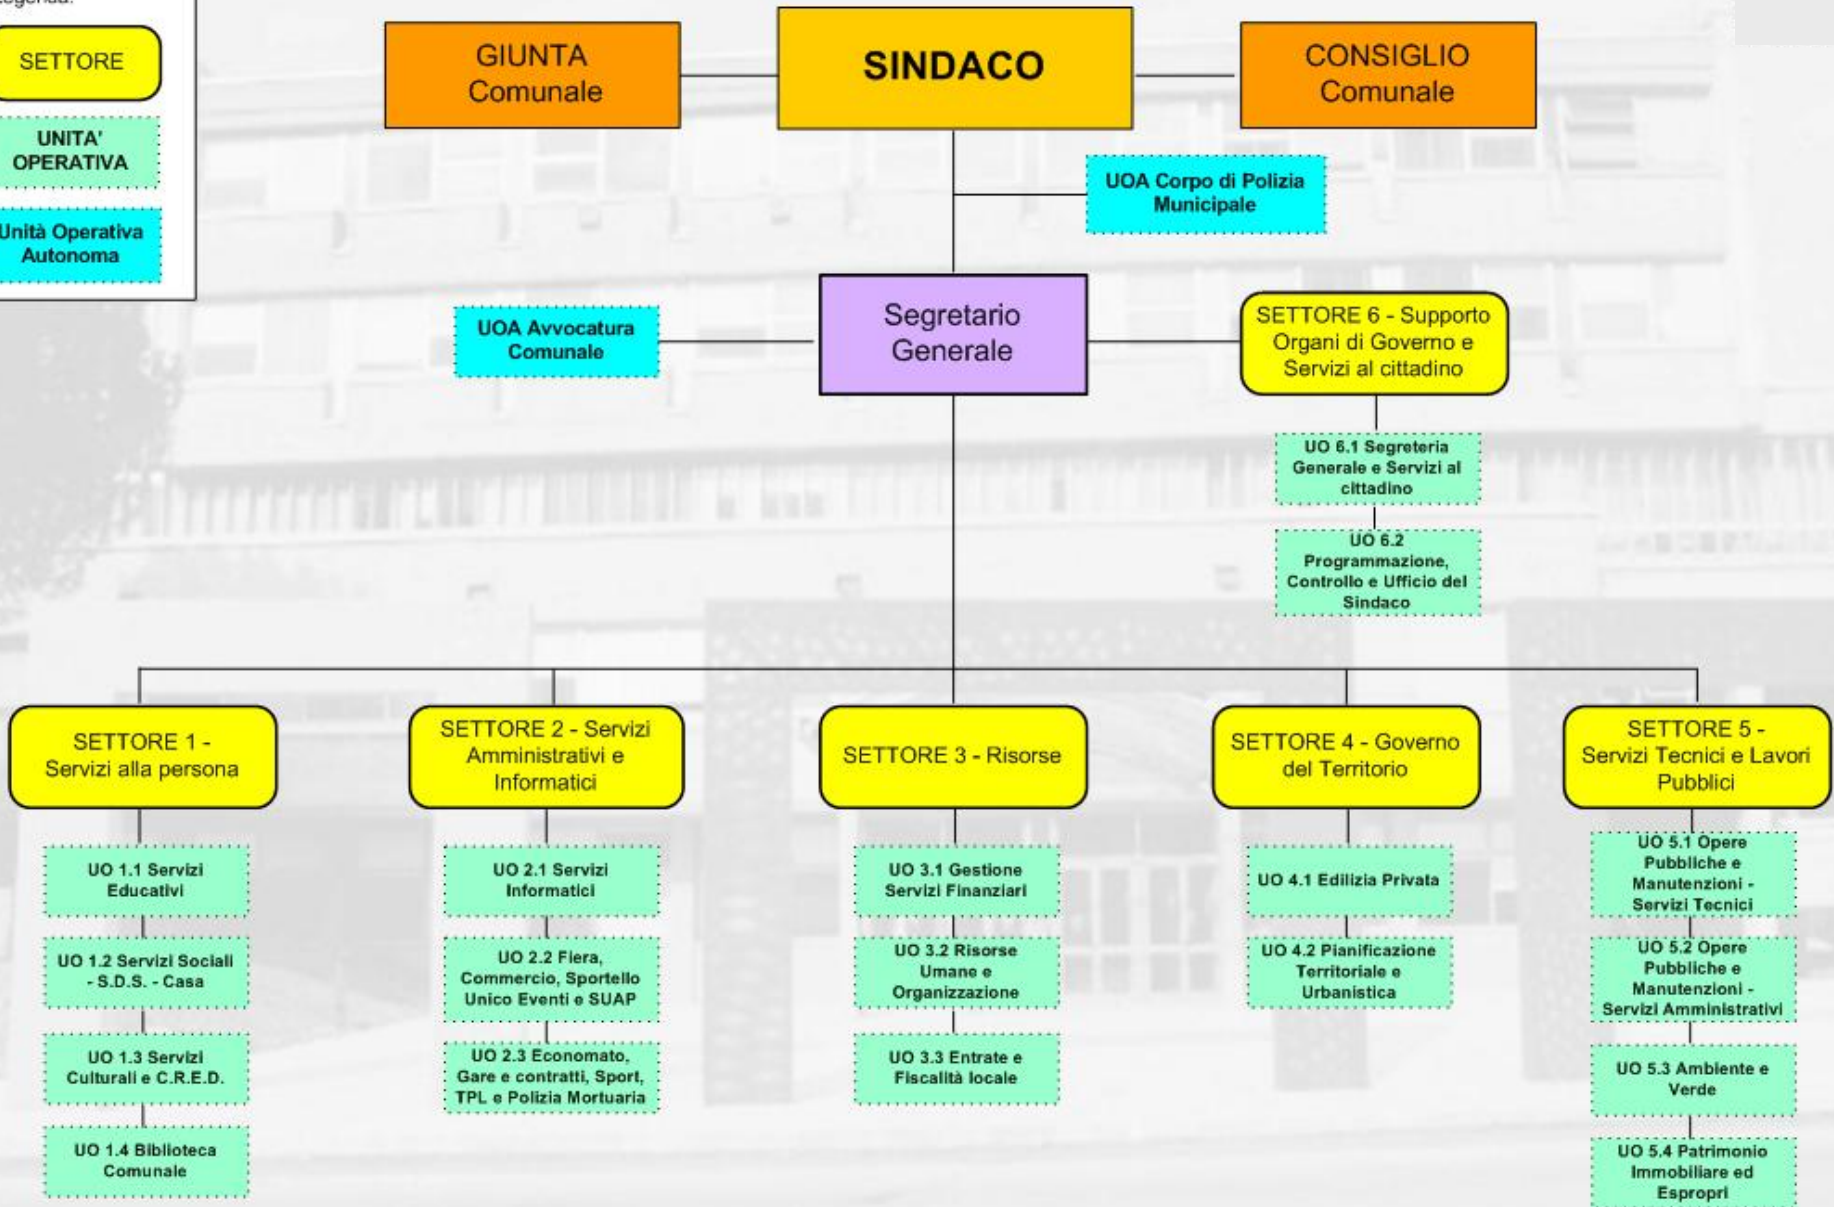 Legenda:
SETTORE
UNITA'
OPERATIVA
Unità Operativa
Autonoma
GIUNTA
Comunale
SINDACO
CONSIGLIO
Comunale
UOA Corpo di Polizia
Municipale
UOA Avvocatura
Comunale
Segretario
Generale
SETTORE 6 - Supporto
Organi di Governo e
Servizi al cittadino
UO 6.1 Segreteria
Generale e Servizi al
cittadino
UO 6.2
Programmazione,
Controllo e Ufficio del
Sindaco
SETTORE 1 -
Servizi alla persona
UO 1.1 Servizi
Educativi
UO 1.2 Servizi Sociali
- S.D.S. - Casa
UO 1.3 Servizi
Culturali e C.R.E.D.
UO 1.4 Biblioteca
Comunale
SETTORE 2 - Servizi
Amministrativi e
Informatici
UO 2.1 Servizi
Informatici
UO 2.2 Fiera,
Commercio, Sportello
Unico Eventi e SUAP
UO 2.3 Economato,
Gare e contratti, Sport,
TPL e Polizia Mortuaria
SETTORE 3 - Risorse
UO 3.1 Gestione
Servizi Finanziari
UO 3.2 Risorse
Umane e
Organizzazione
UO 3.3 Entrate e
Fiscalità locale
SETTORE 4 - Governo
del Territorio
UO 4.1 Edilizia Privata
UO 4.2 Pianificazione
Territoriale e
Urbanistica
SETTORE 5 -
Servizi Tecnici e Lavori
Pubblici
UO 5.1 Opere
Pubbliche e
Manutenzioni -
Servizi Tecnici
UO 5.2 Opere
Pubbliche e
Manutenzioni -
Servizi Amministrativi
UO 5.3 Ambiente e
Verde
UO 5.4 Patrimonio
Immobiliare ed
Espropri